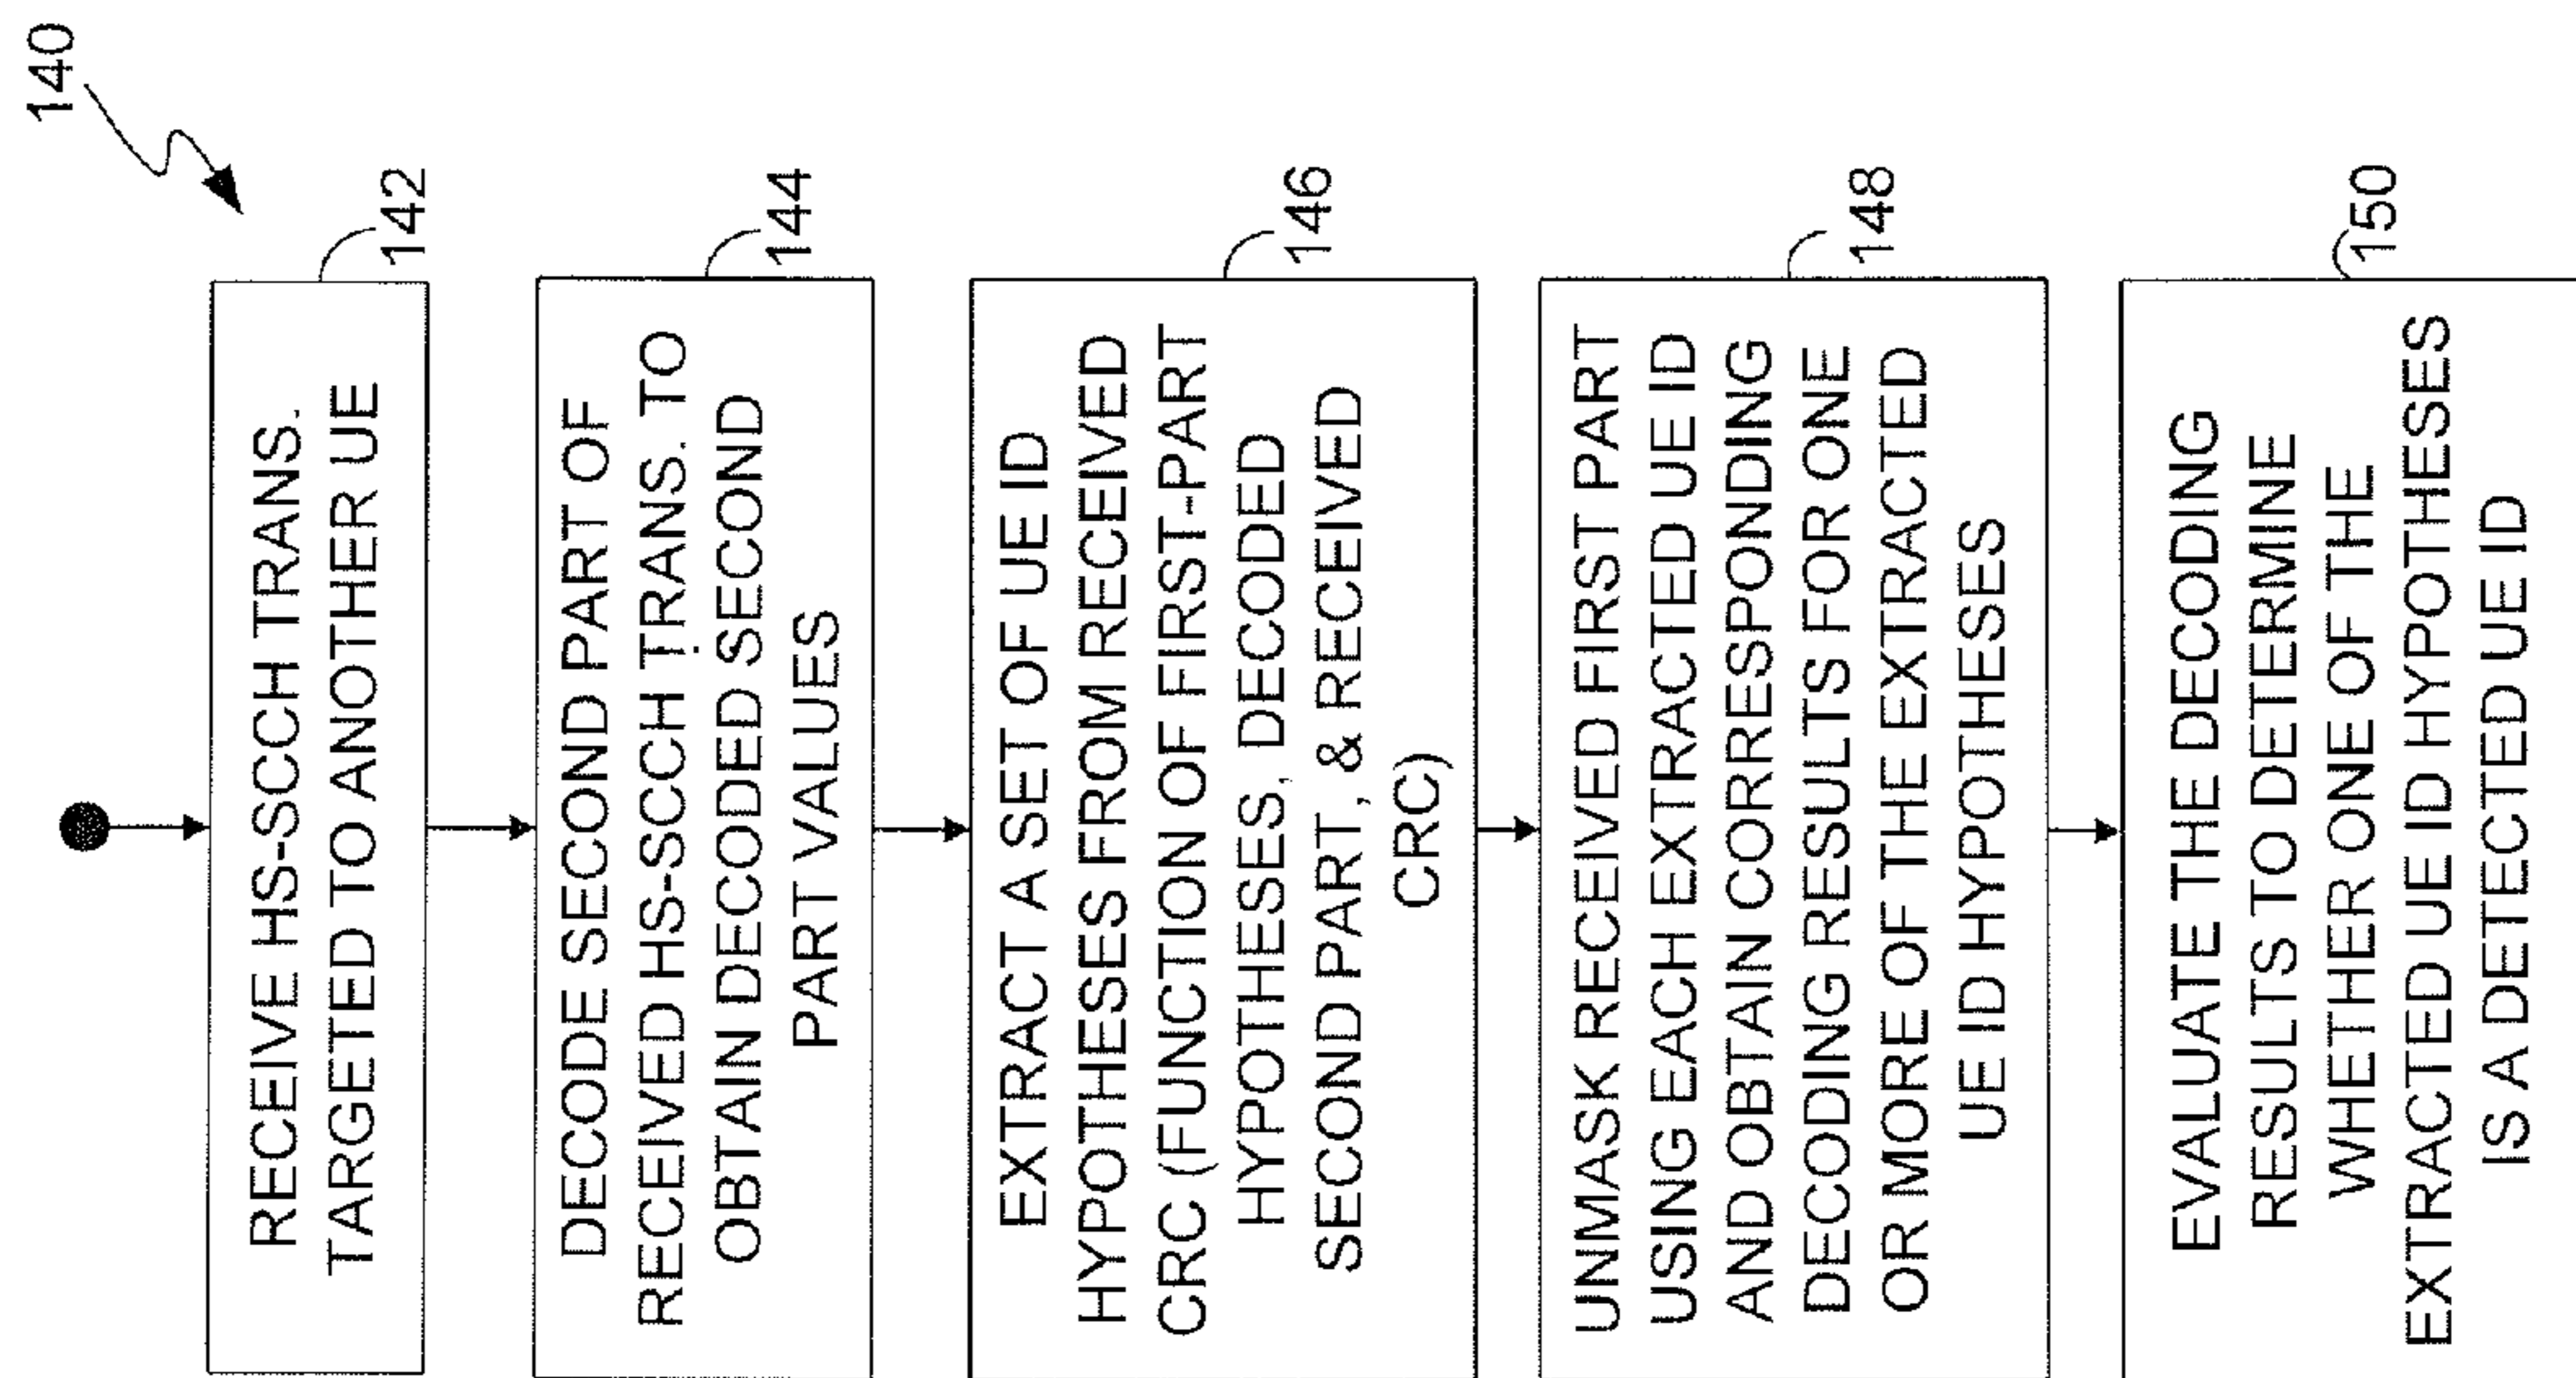 140
142
RECEIVE HS-SCCH TRANS.
TARGETED TO ANOTHER UE
144
DECODE SECOND PART OF
RECEIVED HS-SCCH TRANS. TO
OBTAIN DECODED SECOND
PART VALUES
146
EXTRACT A SET OF UE ID
HYPOTHESES FROM RECEIVED
CRC (FUNCTION OF FIRST-PART
HYPOTHESES, DECODED
SECOND PART, & RECEIVED
CRC)
148
UNMASK RECEIVED FIRST PART
USING EACH EXTRACTED UE ID
AND OBTAIN CORRESPONDING
DECODING RESULTS FOR ONE
OR MORE OF THE EXTRACTED
UE ID HYPOTHESES
150
EVALUATE THE DECODING
RESULTS TO DETERMINE
WHETHER ONE OF THE
EXTRACTED UE ID HYPOTHESES
IS A DETECTED UE ID